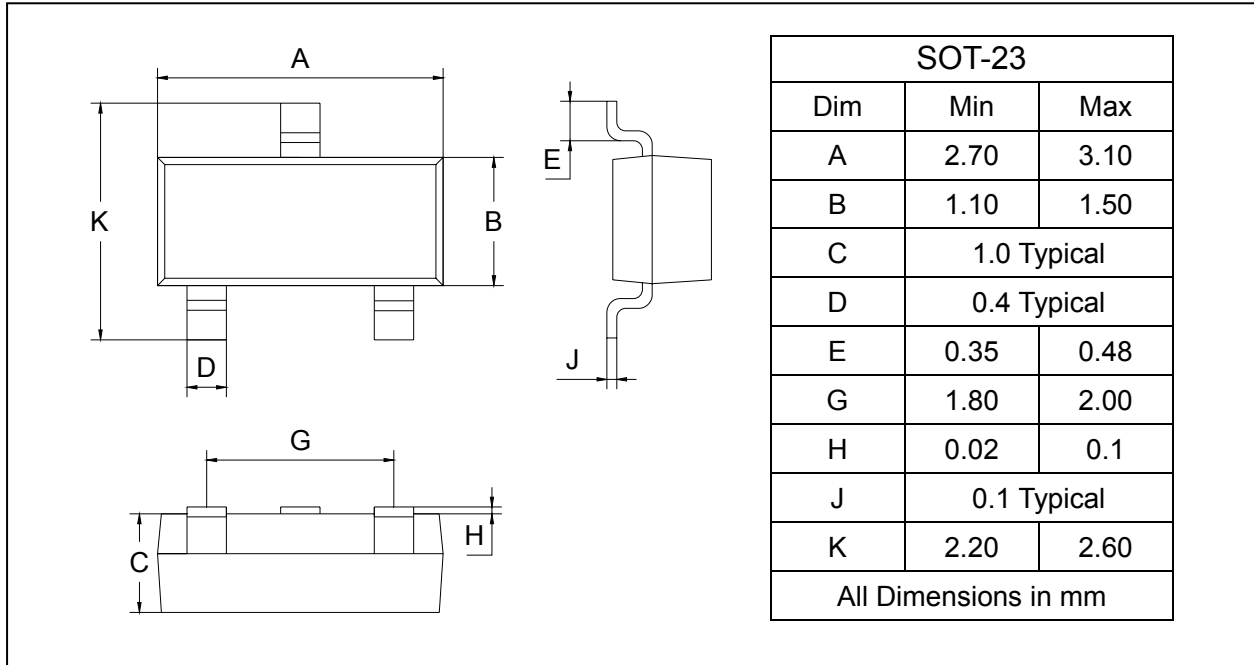 A
E
K
B
D
J
G
H
C
SOT-23
Dim Min Max
A 2.70 3.10
B 1.10 1.50
C 1.0 Typical
D 0.4 Typical
E 0.35 0.48
G 1.80 2.00
H 0.02 0.1
J 0.1 Typical
K 2.20 2.60
All Dimensions in mm